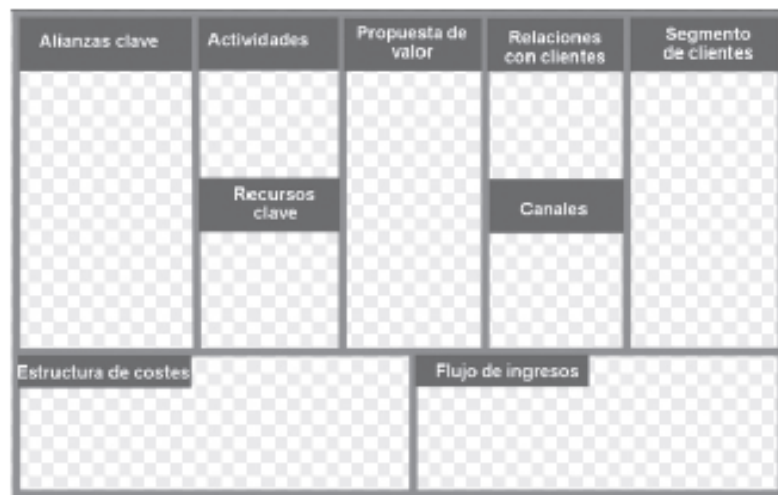 Alianzas clave
Actividades
Propuesta de
valor
Relaciones
con clientes
Segmento
de clientes
Recursos
clave
Canales
Estructura de costes
Flujo de ingresos